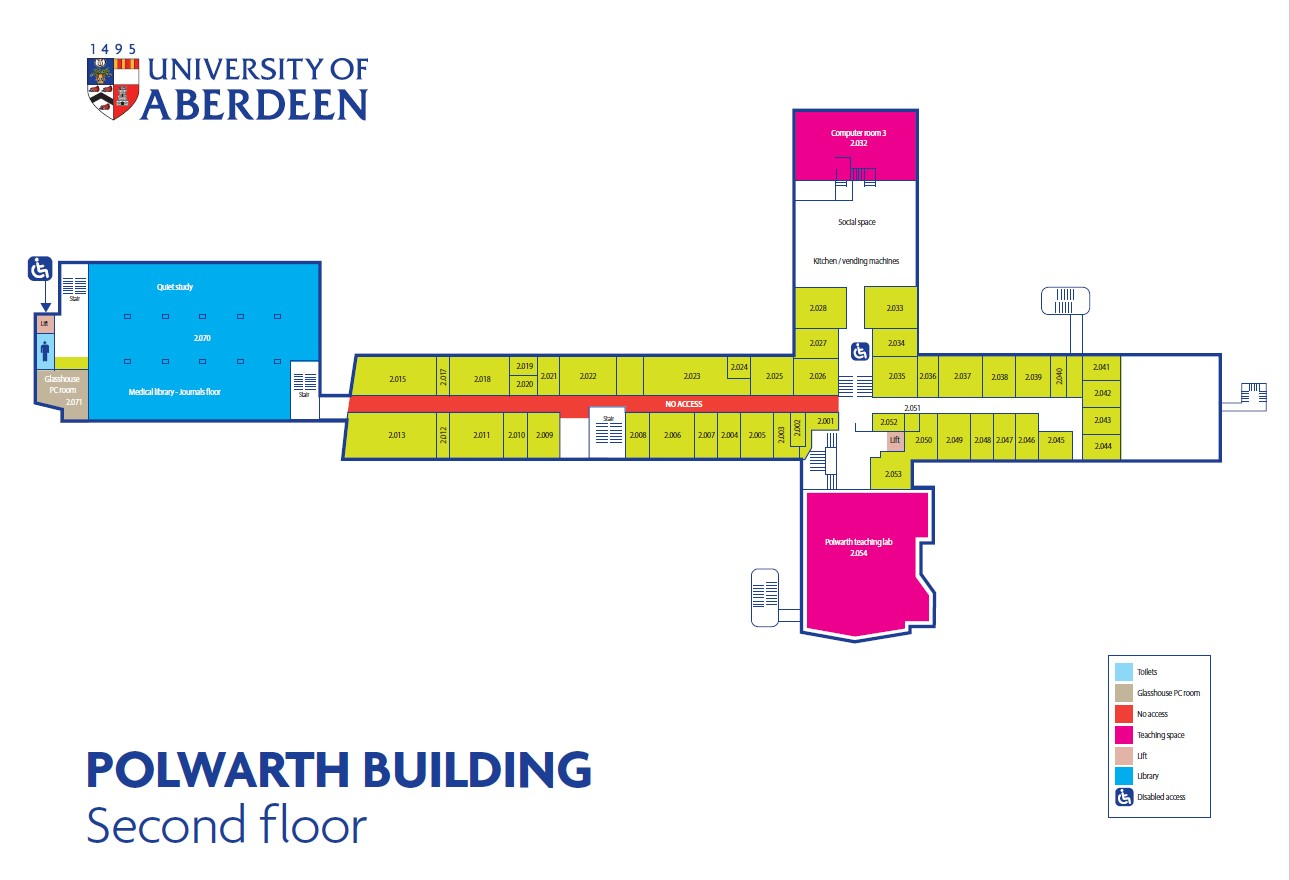 1495
UNIVERSITY OF
ABERDEEN
Computer room 3
2.032
Social space
Kitchen / vending machines
Quiet study
Stair
Lift
2.070
Glasshouse
PC room
2.071
Medical library - Journals floor
Stair
2.028
2.033
2.027
2.034
2.015
2.017
2.018
2.019
2.020
2.021
2.022
2.023
2.024
2.025
2.026
2.035
2.036
2.037
2.038
2.039
2.040
2.041
2.042
2.043
2.044
NO ACCESS
2.051
2.013
2.012
2.011
2.010
2.009
Stair
2.008
2.006
2.007
2.004
2.005
2.003
2.002
2.001
2.052
Lift
2.050
2.049
2.048
2.047
2.046
2.045
2.053
Polwarth teaching lab
2.054
Toilets
Glasshouse PC room
No access
Teaching space
Lift
Library
Disabled access
POLWARTH BUILDING
Second floor